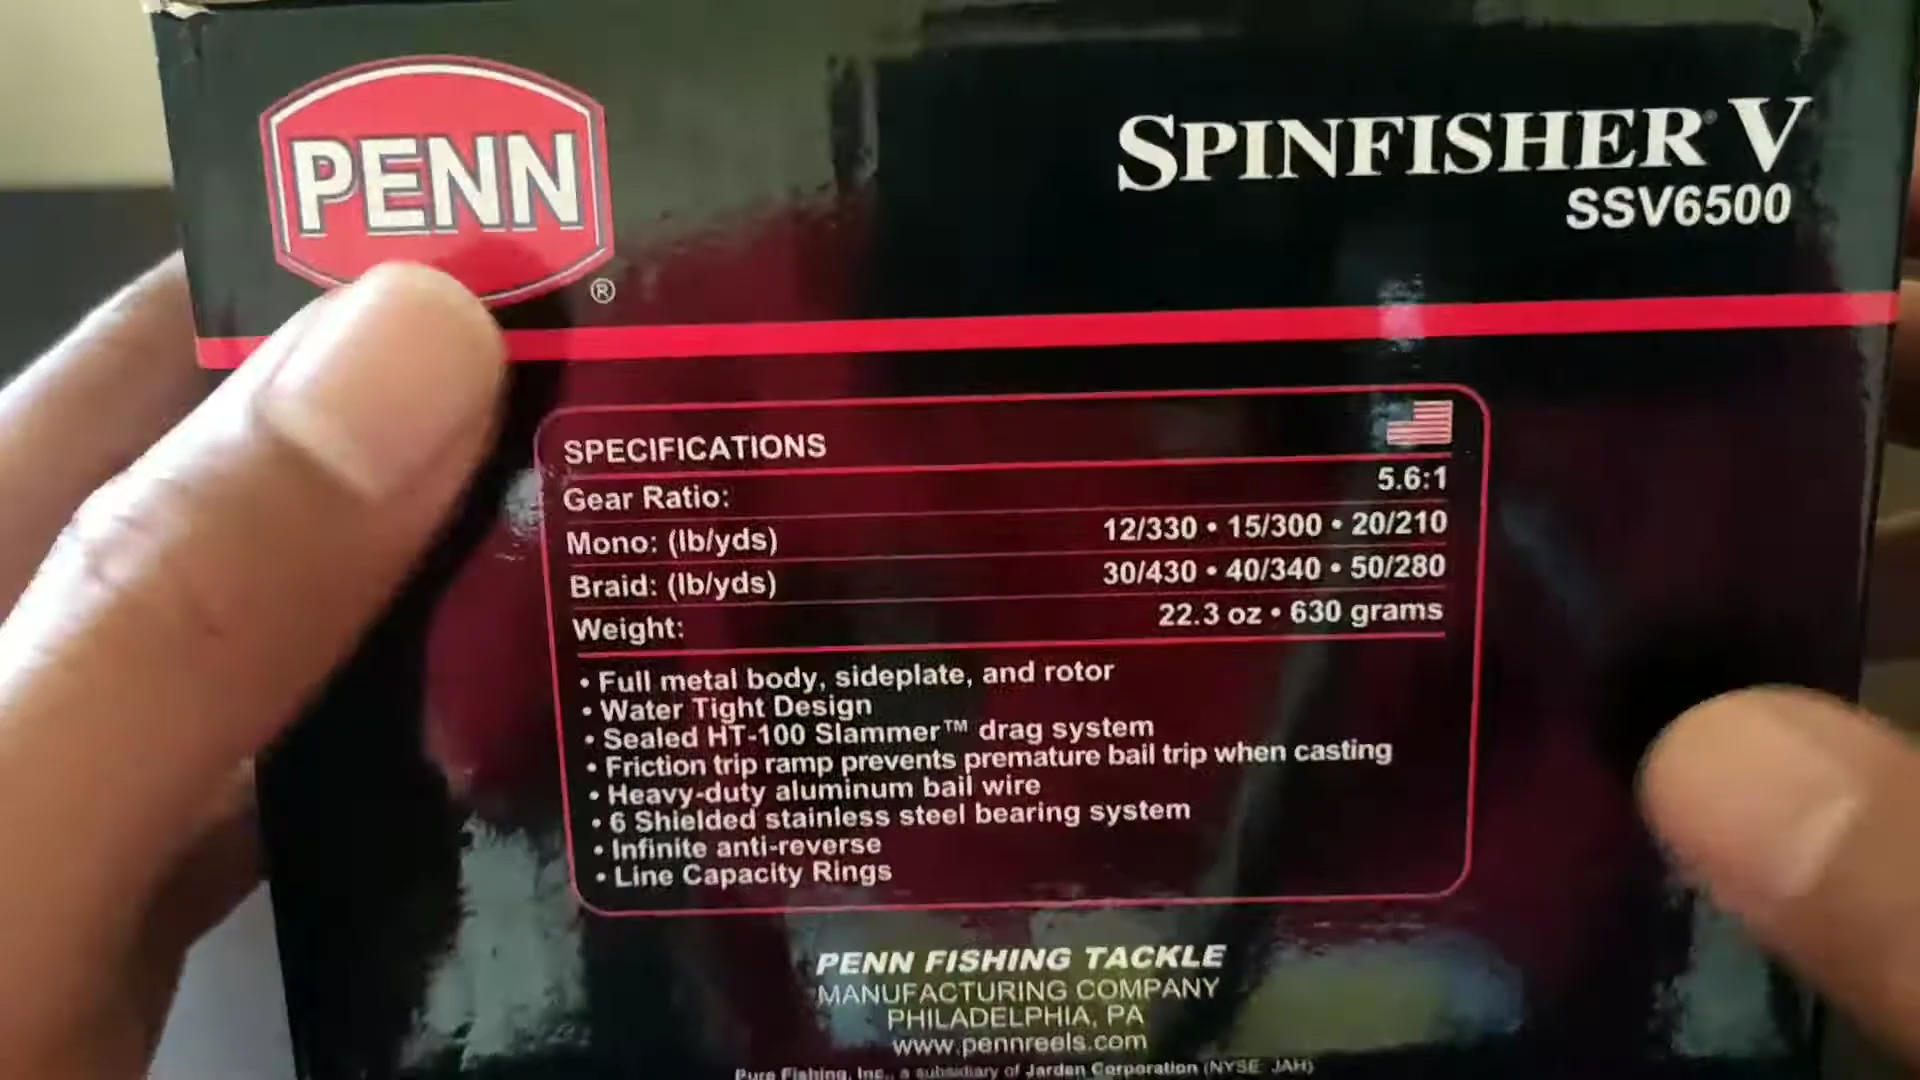 PENN
®
SPINFISHER® V
SSV6500
SPECIFICATIONS
Gear Ratio: 5.6:1
Mono: (lb/yds) 12/330 • 15/300 • 20/210
Braid: (lb/yds) 30/430 • 40/340 • 50/280
Weight: 22.3 oz • 630 grams
• Full metal body, sideplate, and rotor
• Water Tight Design
• Sealed HT-100 Slammer™ drag system
• Friction trip ramp prevents premature bail trip when casting
• Heavy-duty aluminum bail wire
• 6 Shielded stainless steel bearing system
• Infinite anti-reverse
• Line Capacity Rings
PENN FISHING TACKLE
MANUFACTURING COMPANY
PHILADELPHIA, PA
www.pennreels.com
Pure Fishing, Inc., a subsidiary of Jarden Corporation (NYSE: JAH)